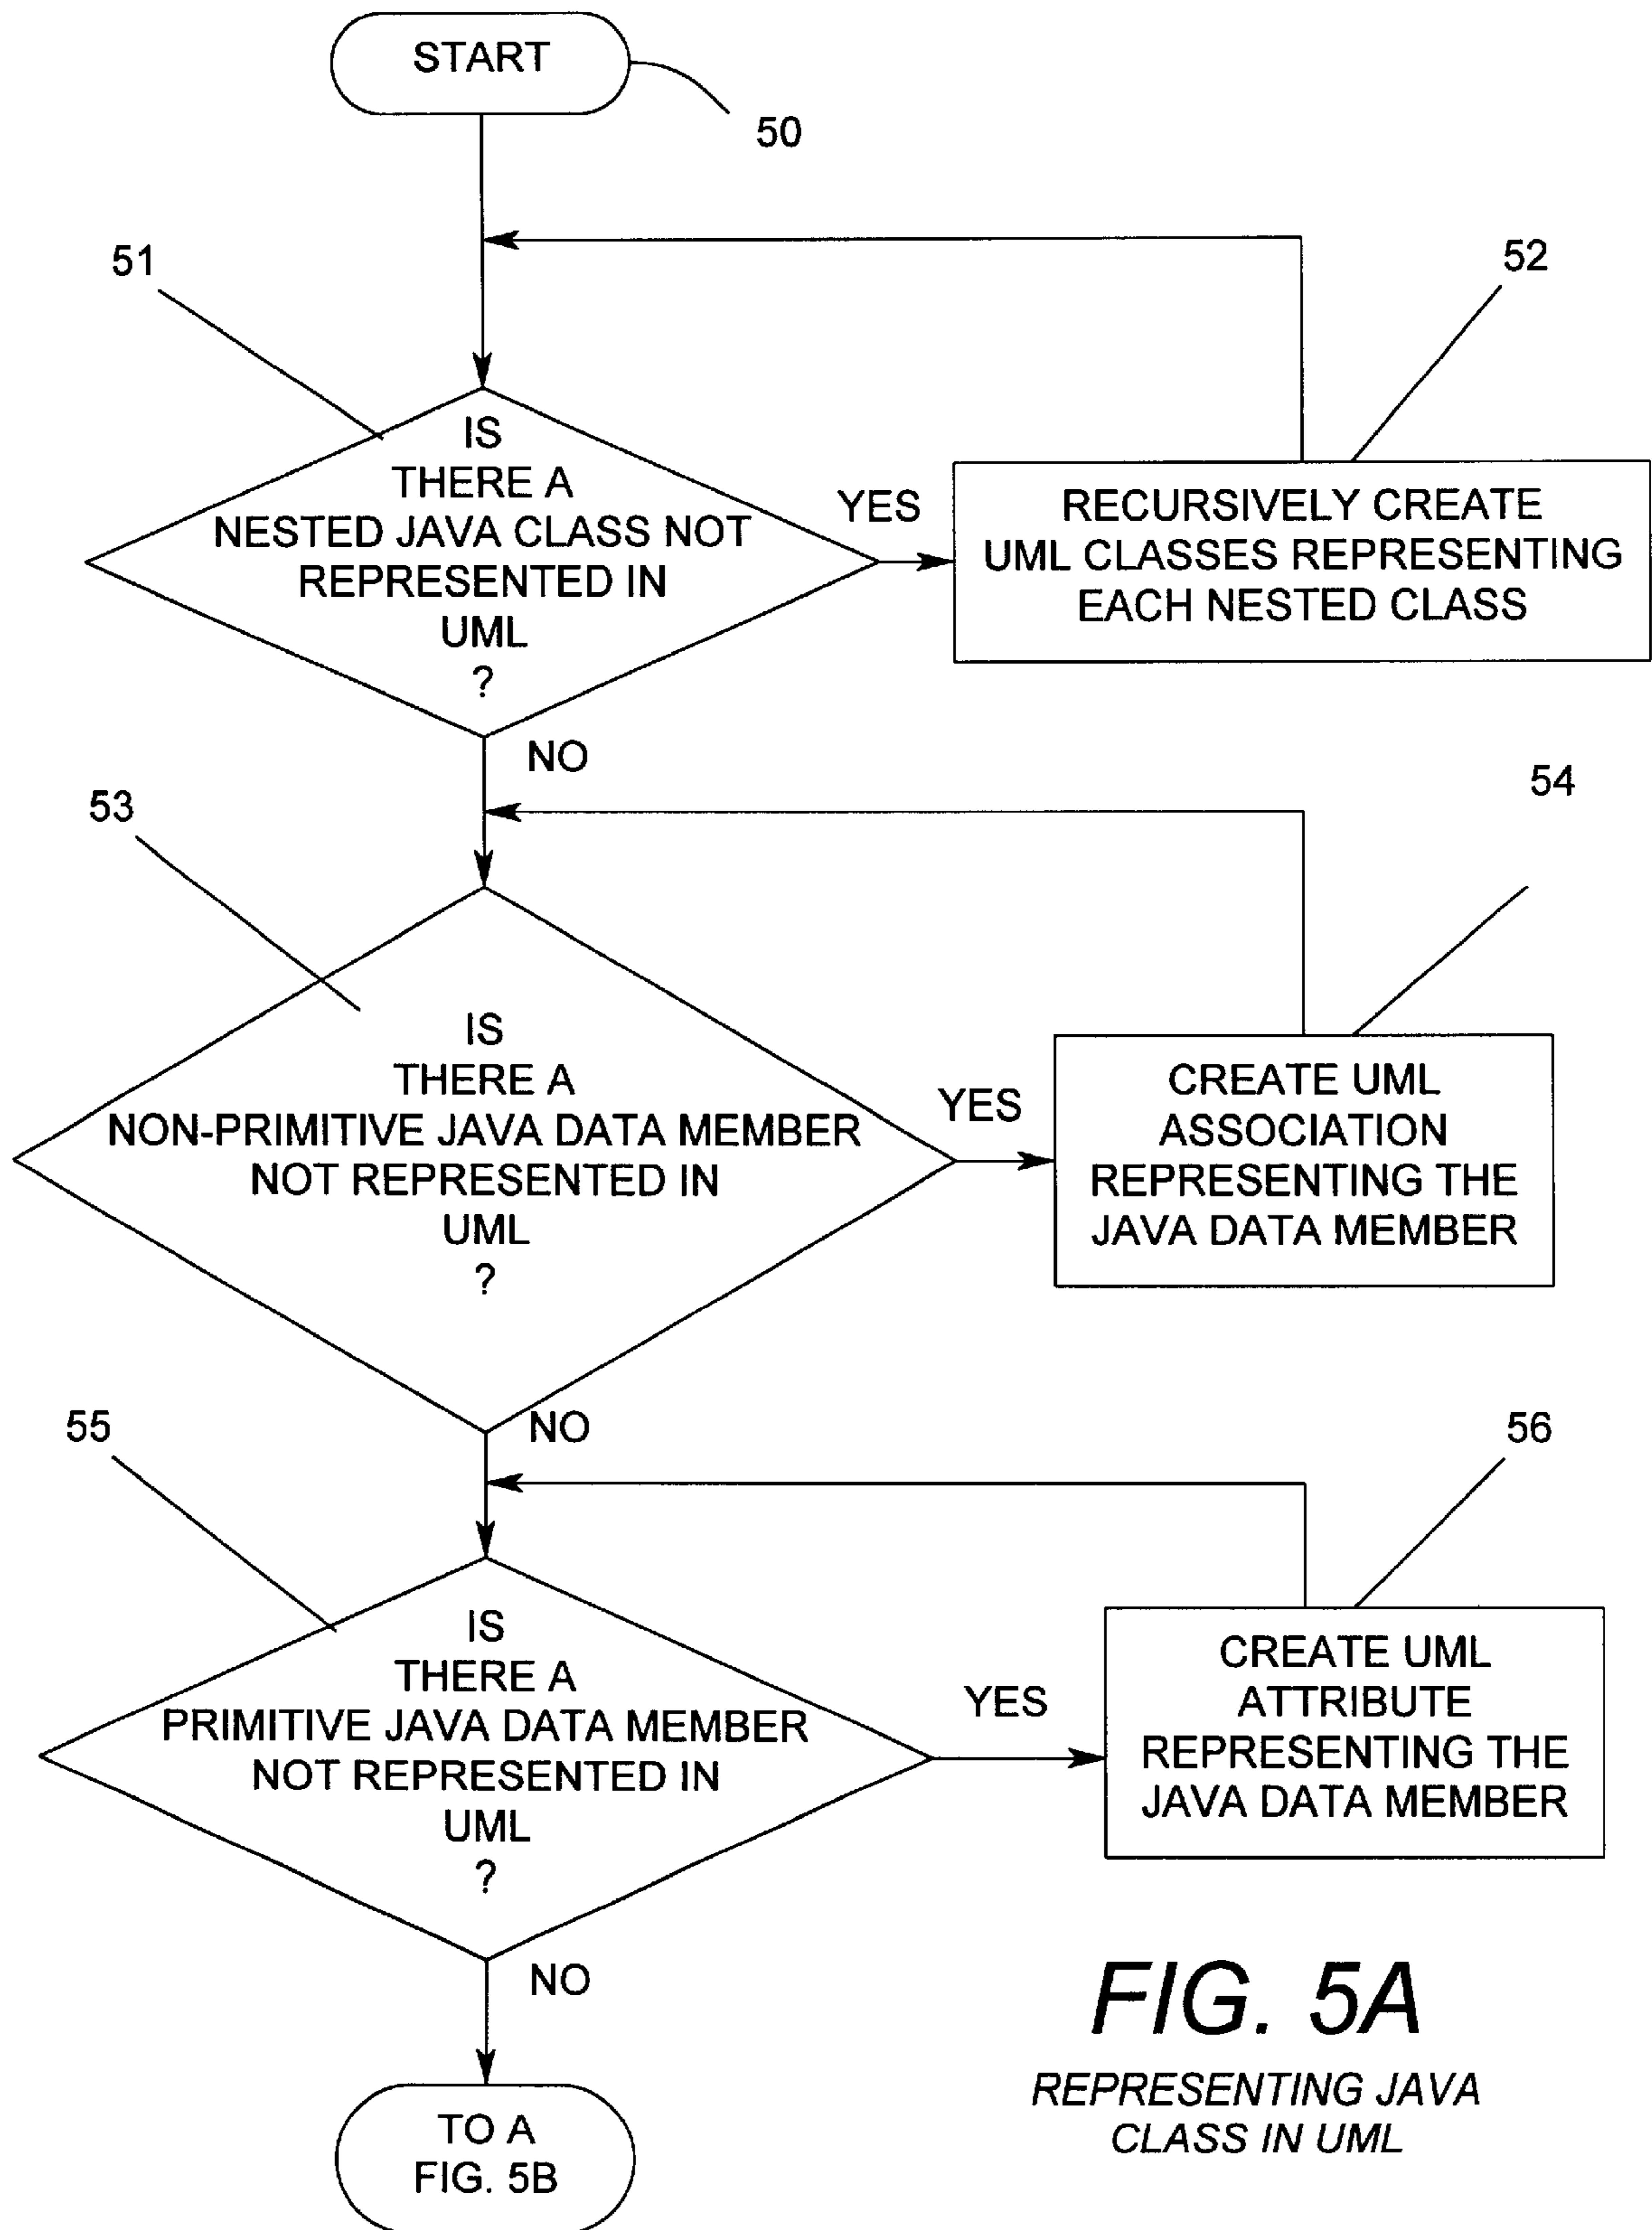 START
50
51
52
IS
THERE A
NESTED JAVA CLASS NOT
REPRESENTED IN
UML
?
YES
RECURSIVELY CREATE
UML CLASSES REPRESENTING
EACH NESTED CLASS
NO
53
54
IS
THERE A
NON-PRIMITIVE JAVA DATA MEMBER
NOT REPRESENTED IN
UML
?
YES
CREATE UML
ASSOCIATION
REPRESENTING THE
JAVA DATA MEMBER
NO
55
56
IS
THERE A
PRIMITIVE JAVA DATA MEMBER
NOT REPRESENTED IN
UML
?
YES
CREATE UML
ATTRIBUTE
REPRESENTING THE
JAVA DATA MEMBER
NO
TO A
FIG. 5B
FIG. 5A
REPRESENTING JAVA
CLASS IN UML